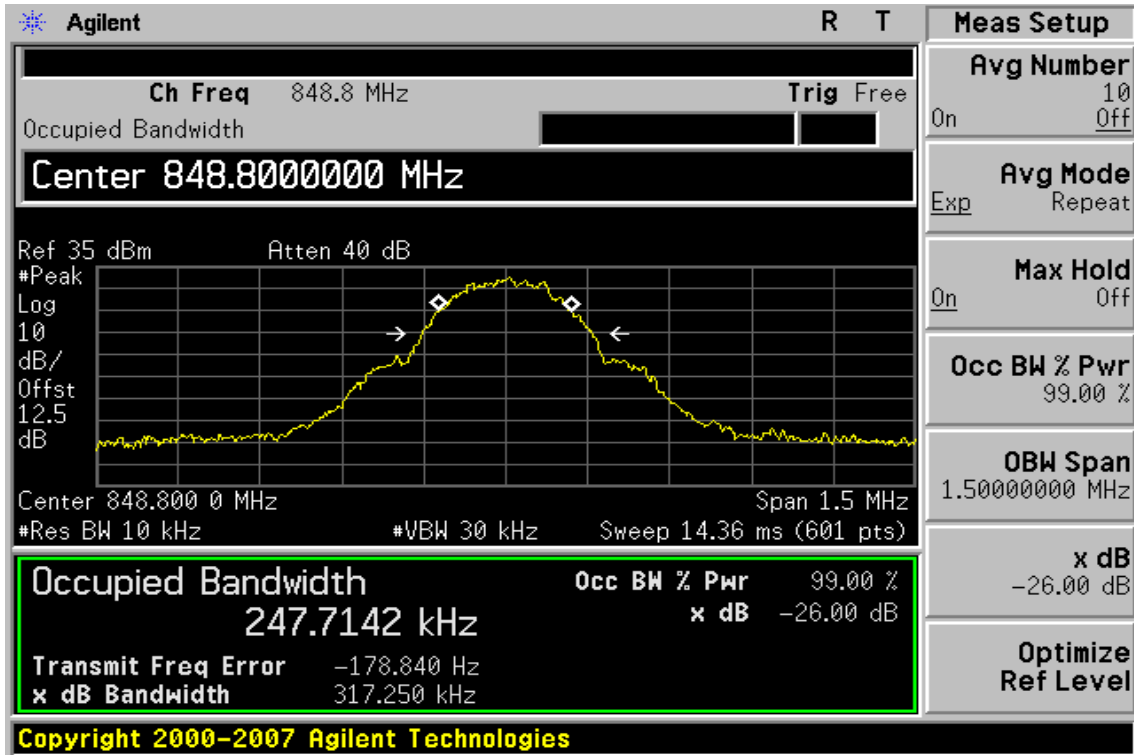 Agilent R T Meas Setup
Ch Freq 848.8 MHz Trig Free
Occupied Bandwidth
Center 848.8000000 MHz
Ref 35 dBm Atten 40 dB
#Peak
Log
10
dB/
Offst
12.5
dB
Center 848.800 0 MHz Span 1.5 MHz
#Res BW 10 kHz #VBW 30 kHz Sweep 14.36 ms (601 pts)
Occupied Bandwidth Occ BW % Pwr 99.00 %
247.7142 kHz x dB -26.00 dB
Transmit Freq Error -178.840 Hz
x dB Bandwidth 317.250 kHz
Avg Number
10
On Off
Avg Mode
Exp Repeat
Max Hold
On Off
Occ BW % Pwr
99.00 %
OBW Span
1.50000000 MHz
x dB
-26.00 dB
Optimize
Ref Level
Copyright 2000-2007 Agilent Technologies